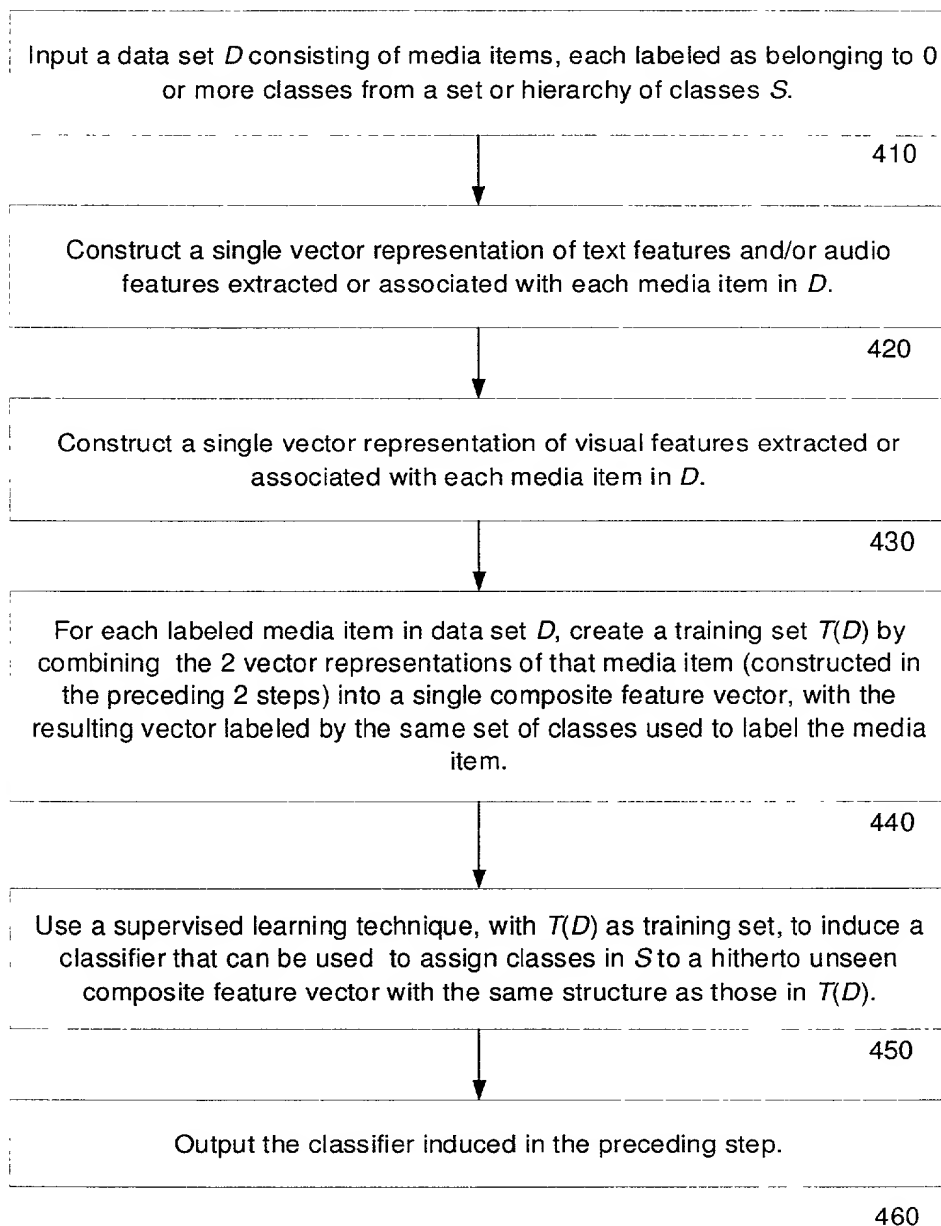 Input a data set D consisting of media items, each labeled as belonging to 0
or more classes from a set or hierarchy of classes S.
410
Construct a single vector representation of text features and/or audio
features extracted or associated with each media item in D.
420
Construct a single vector representation of visual features extracted or
associated with each media item in D.
430
For each labeled media item in data set D, create a training set T(D) by
combining the 2 vector representations of that media item (constructed in
the preceding 2 steps) into a single composite feature vector, with the
resulting vector labeled by the same set of classes used to label the media
item.
440
Use a supervised learning technique, with T(D) as training set, to induce a
classifier that can be used to assign classes in S to a hitherto unseen
composite feature vector with the same structure as those in T(D).
450
Output the classifier induced in the preceding step.
460